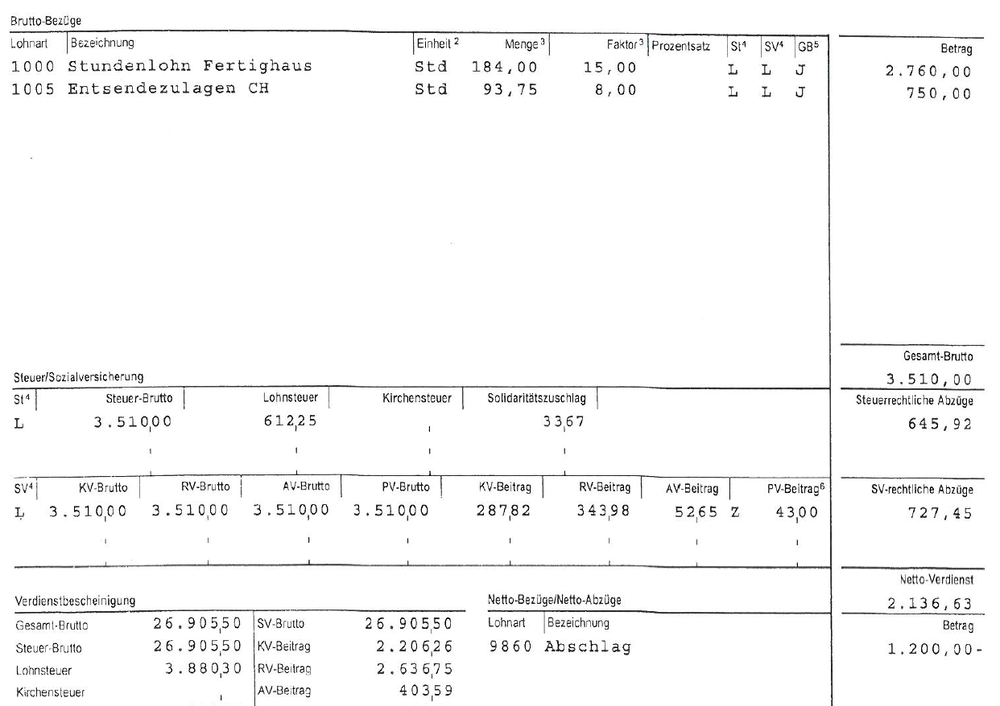 Brutto-Bezüge
Lohnart Bezeichnung Einheit 2 Menge 3 Faktor 3 Prozentsatz St4 SV4 GB5 Betrag
1000 Stundenlohn Fertighaus Std 184,00 15,00 L L J 2.760,00
1005 Entsendezulagen CH Std 93,75 8,00 L L J 750,00
Gesamt-Brutto
Steuer/Sozialversicherung 3.510,00
St4 Steuer-Brutto Lohnsteuer Kirchensteuer Solidaritätszuschlag Steuerrechtliche Abzüge
L 3.510,00 612,25 , 33,67 645,92
SV4 KV-Brutto RV-Brutto AV-Brutto PV-Brutto KV-Beitrag RV-Beitrag AV-Beitrag PV-Beitrag6 SV-rechtliche Abzüge
L 3.510,00 3.510,00 3.510,00 3.510,00 287,82 343,98 52,65 Z 43,00 727,45
Netto-Verdienst
Verdienstbescheinigung Netto-Bezüge/Netto-Abzüge 2.136,63
Gesamt-Brutto 26.905,50 SV-Brutto 26.905,50 Lohnart Bezeichnung Betrag
Steuer-Brutto 26.905,50 KV-Beitrag 2.206,26 9860 Abschlag 1.200,00-
Lohnsteuer 3.880,30 RV-Beitrag 2.636,75
Kirchensteuer , AV-Beitrag 403,59